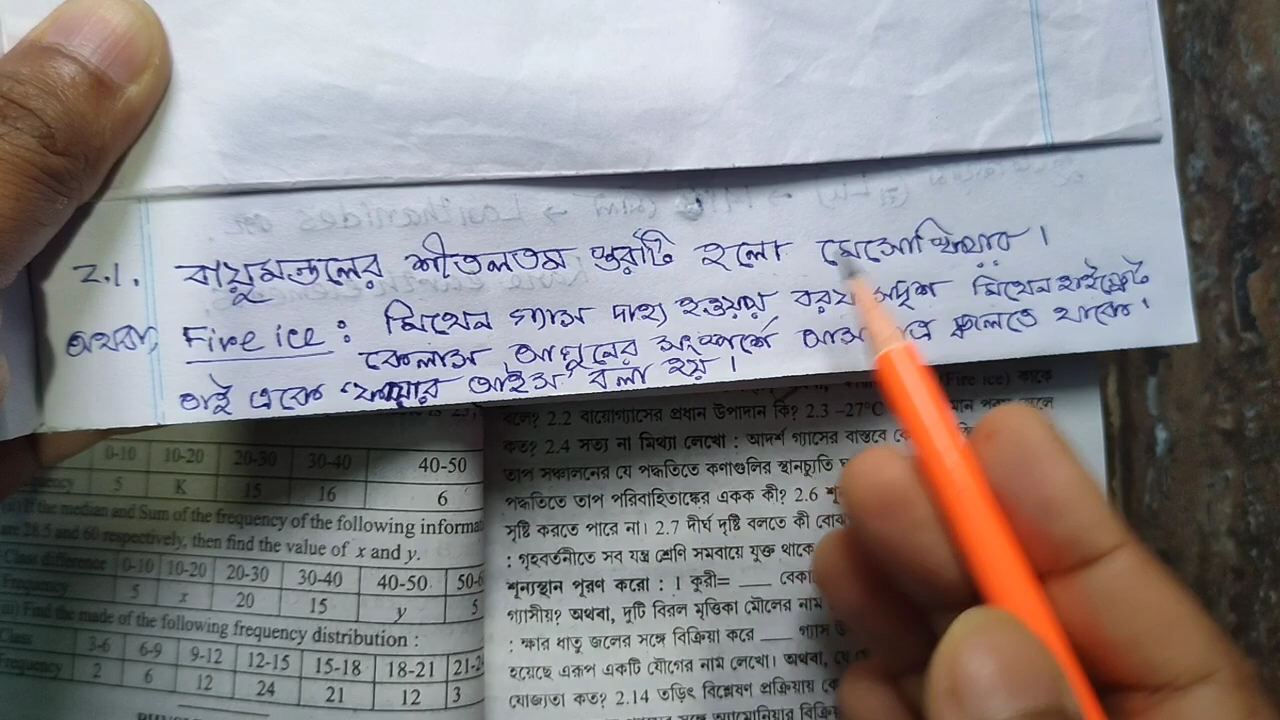 2.1. বায়ুমণ্ডলের শীতলতম স্তরটি হলো মেসোস্ফিয়ার।
অথবা, Fire ice : মিথেন গ্যাস দাহ্য হওয়ায় বরফ সদৃশ মিথেন হাইড্রেট
কেলাস আগুনের সংস্পর্শে জ্বলতে থাকে।
তাই একে ফায়ার আইস বলা হয়।
0-10 10-20 20-30 30-40 40-50
5 K 15 16 6
If the median and Sum of the frequency of the following
are 28.5 and 60 respectively, then find the value of x and y.
Class difference 0-10 10-20 20-30 30-40 40-50
Frequency 5 x 20 15 y 5
(iii) Find the mode of the following frequency distribution :
Class 3-6 6-9 9-12 12-15 15-18 18-21
Frequency 2 6 12 24 21 12 3
(Fire ice) কাকে
বলে? 2.2 বায়োগ্যাসের প্রধান উপাদান কি? 2.3 –27°C
কত? 2.4 সত্য না মিথ্যা লেখো : আদর্শ গ্যাসের বাস্তবে
তাপ সঞ্চালনের যে পদ্ধতিতে কণাগুলির স্থানচ্যুতি
পদ্ধতিতে তাপ পরিবাহিতাঙ্কের একক কী? 2.6
সৃষ্টি করতে পারে না। 2.7 দীর্ঘ দৃষ্টি বলতে কী
: গৃহবর্তনীতে সব যন্ত্র শ্রেণি সমবায়ে যুক্ত থাকে
শূন্যস্থান পূরণ করো : 1 কুরী= ___
গ্যাসীয়? অথবা, দুটি বিরল মৃত্তিকা মৌলের নাম
: ক্ষার ধাতু জলের সঙ্গে বিক্রিয়া করে ___ গ্যাস
হয়েছে এরূপ একটি যৌগের নাম লেখো। অথবা,
যোজ্যতা কত? 2.14 তড়িৎ বিশ্লেষণ প্রক্রিয়ায়
সঙ্গে অ্যামোনিয়ার